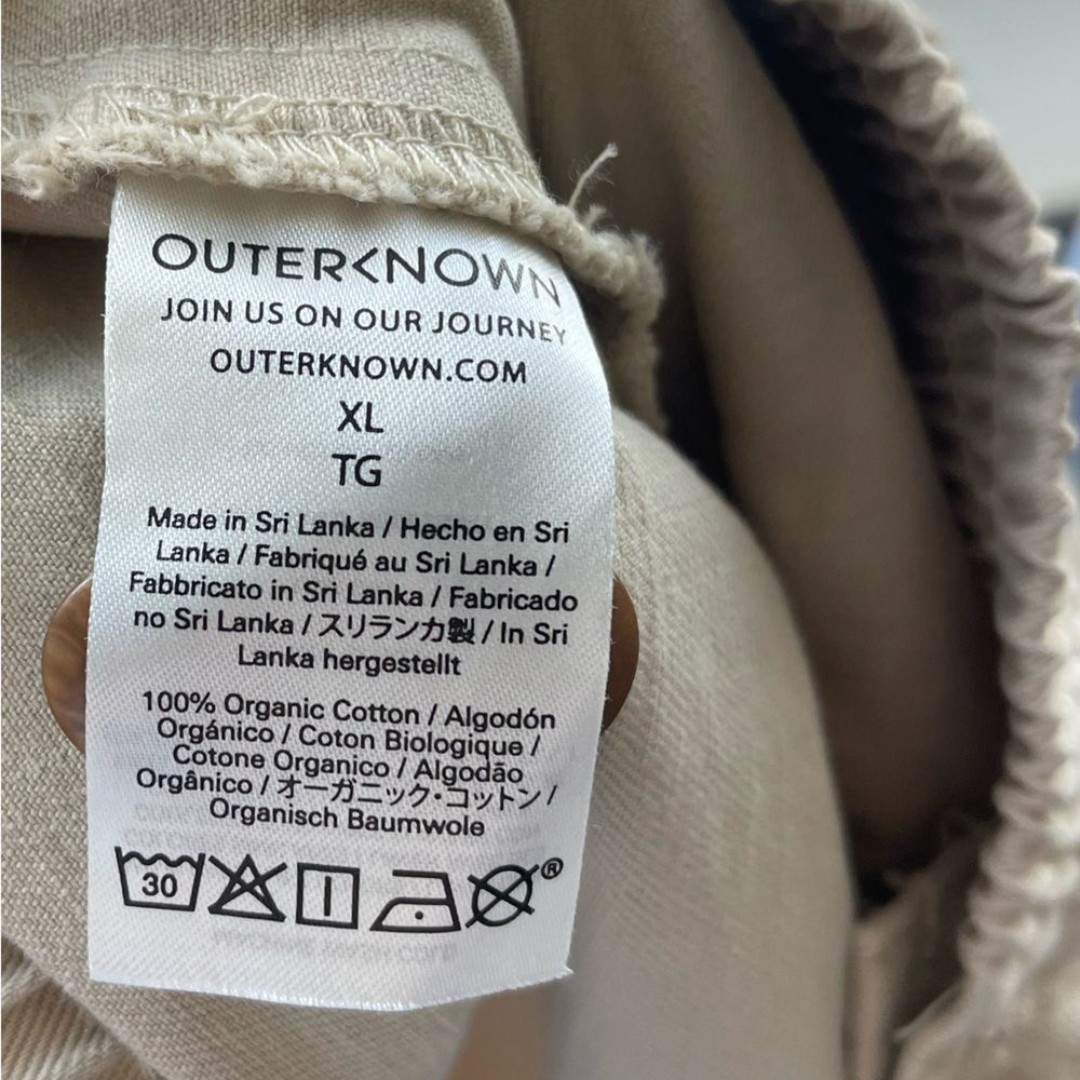 OUTERKNOWN
JOIN US ON OUR JOURNEY
OUTERKNOWN.COM
XL
TG
Made in Sri Lanka / Hecho en Sri
Lanka / Fabriqué au Sri Lanka /
Fabbricato in Sri Lanka / Fabricado
no Sri Lanka / スリランカ製 / In Sri
Lanka hergestellt
100% Organic Cotton / Algodón
Orgánico / Coton Biologique /
Cotone Organico / Algodão
Orgânico / オーガニック・コットン /
Organisch Baumwole
30
®